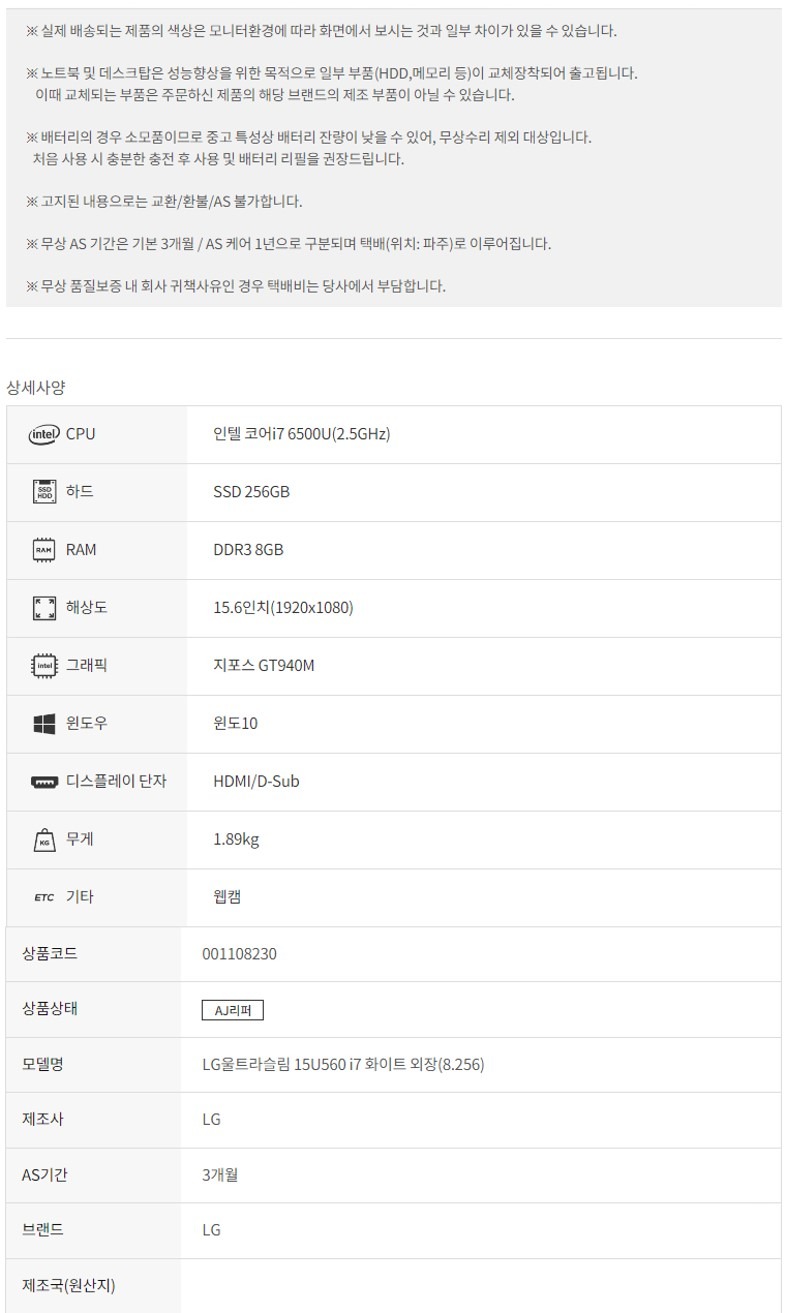 ※ 실제 배송되는 제품의 색상은 모니터환경에 따라 화면에서 보시는 것과 일부 차이가 있을 수 있습니다.
※ 노트북 및 데스크탑은 성능향상을 위한 목적으로 일부 부품(HDD,메모리 등)이 교체장착되어 출고됩니다.
이때 교체되는 부품은 주문하신 제품의 해당 브랜드의 제조 부품이 아닐 수 있습니다.
※ 배터리의 경우 소모품이므로 중고 특성상 배터리 잔량이 낮을 수 있어, 무상수리 제외 대상입니다.
처음 사용 시 충분한 충전 후 사용 및 배터리 리필을 권장드립니다.
※ 고지된 내용으로는 교환/환불/AS 불가합니다.
※ 무상 AS 기간은 기본 3개월 / AS 케어 1년으로 구분되며 택배(위치: 파주)로 이루어집니다.
※ 무상 품질보증 내 회사 귀책사유인 경우 택배비는 당사에서 부담합니다.
상세사양
intel CPU 인텔 코어i7 6500U(2.5GHz)
SSD HDD 하드 SSD 256GB
RAM RAM DDR3 8GB
해상도 15.6인치(1920x1080)
intel 그래픽 지포스 GT940M
윈도우 윈도10
디스플레이 단자 HDMI/D-Sub
KG 무게 1.89kg
ETC 기타 웹캠
상품코드 001108230
상품상태 AJ리퍼
모델명 LG울트라슬림 15U560 i7 화이트 외장(8.256)
제조사 LG
AS기간 3개월
브랜드 LG
제조국(원산지)